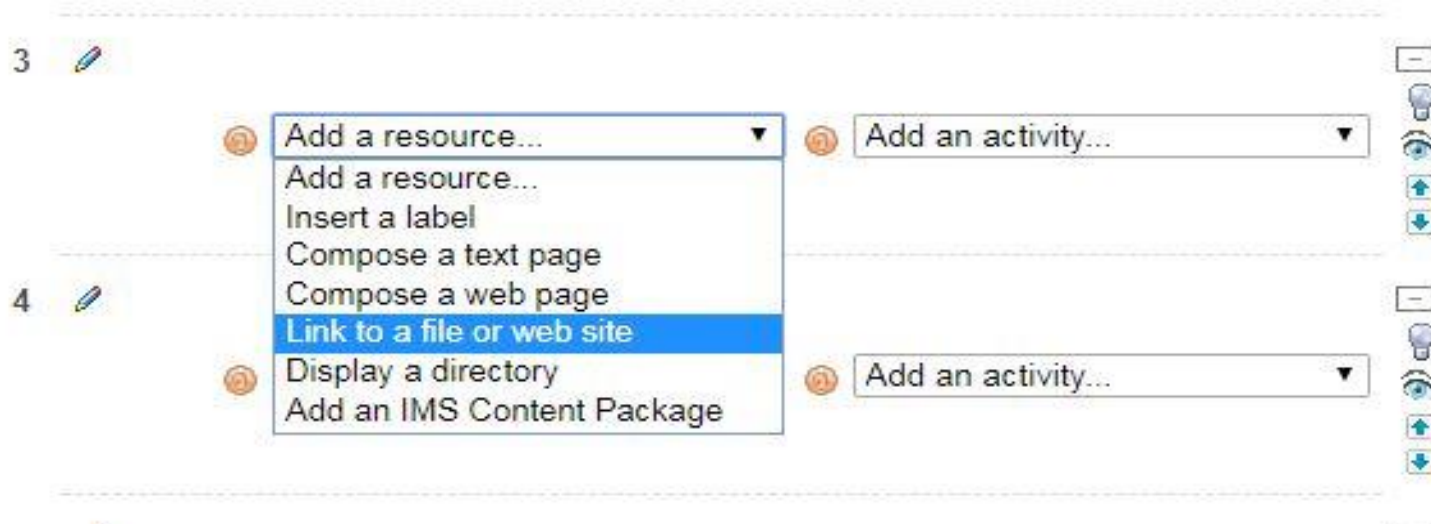 3
Add a resource...
Add an activity...
Add a resource...
Insert a label
Compose a text page
Compose a web page
4
Link to a file or web site
Display a directory
Add an activity...
Add an IMS Content Package